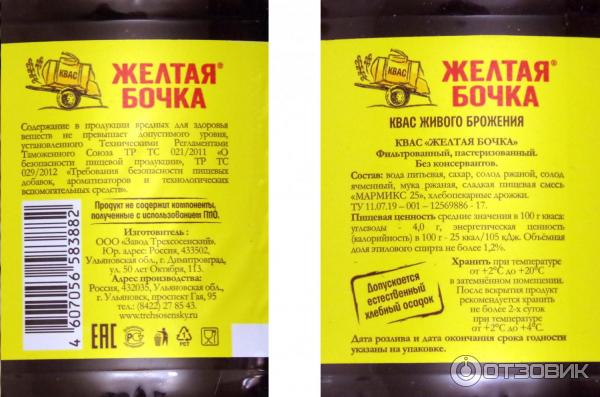 КВАС
ЖЕЛТАЯ®
БОЧКА
Содержание в продукции вредных для здоровья
веществ не превышает допустимого уровня,
установленного Техническими Регламентами
Таможенного Союза ТР ТС 021/2011 «О
безопасности пищевой продукции», ТР ТС
029/2012 «Требования безопасности пищевых
добавок, ароматизаторов и технологических
вспомогательных средств».
Продукт не содержит компоненты,
полученные с использованием ГМО.
Изготовитель:
ООО «Завод Трехсосенский»
Россия, 433502,
Ульяновская обл., г. Димитровград,
ул. 50 лет Октября, 113.
Адрес производства:
Россия, 432035, Ульяновская обл.,
г. Ульяновск, проспект Гая, 95
тел.: (8422) 27 85 43.
www.trehsosensky.ru
4 607056 583882
EAC
РСТ
PET
КВАС
ЖЕЛТАЯ®
БОЧКА
КВАС ЖИВОГО БРОЖЕНИЯ
КВАС «ЖЕЛТАЯ БОЧКА»
Фильтрованный, пастеризованный.
Без консервантов.
Состав: вода питьевая, сахар, солод ржаной, солод
ячменный, мука ржаная, сладкая пищевая смесь
«МАРМИКС 25», хлебопекарные дрожжи.
ТУ 11.07.19 – 001 – 12569886 - 17.
Пищевая ценность средние значения в 100 г кваса:
углеводы - 4,0 г, энергетическая ценность
(калорийность) в 100 г - 25 ккал/105 кДж. Объёмная
доля этилового спирта не более 1,2%.
Допускается
естественный
хлебный осадок
Хранить при температуре
от +2°С до +20°С
в затемнённом помещении.
После вскрытия продукт
рекомендуется хранить
не более 2-х суток
при температуре
от +2°С до +4°С.
Дата розлива и дата окончания срока годности
указаны на упаковке.
ОТЗОВИК